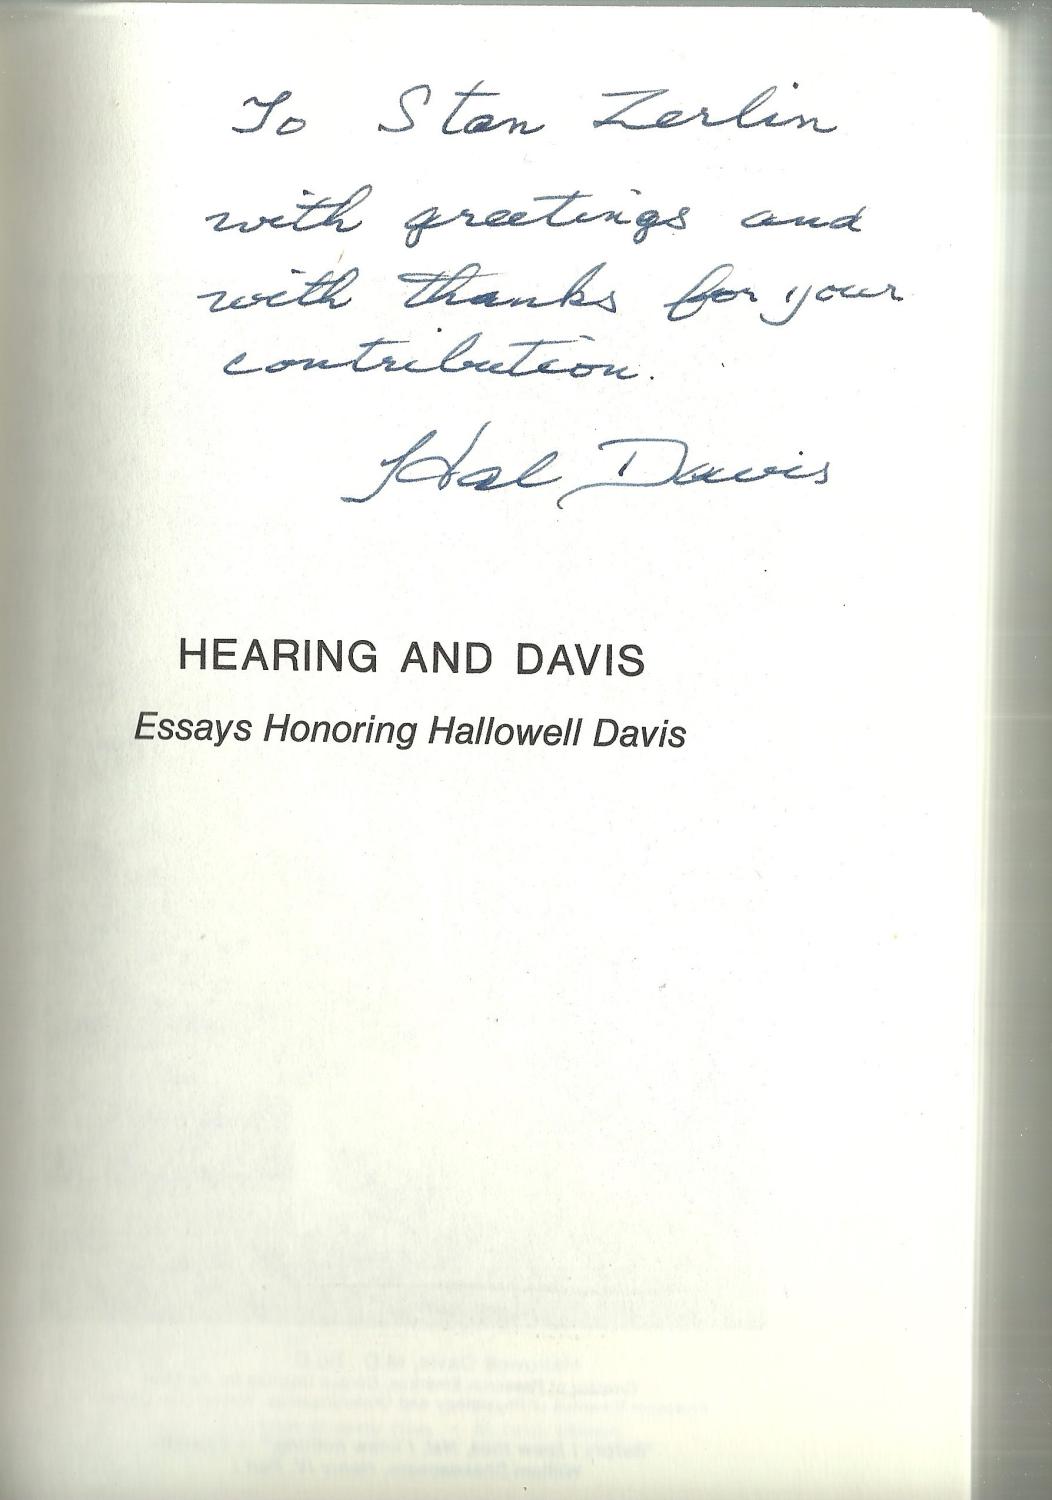 To Stan Zerlin
with greetings and
with thanks for your
contribution.
Hal Davis
HEARING AND DAVIS
Essays Honoring Hallowell Davis